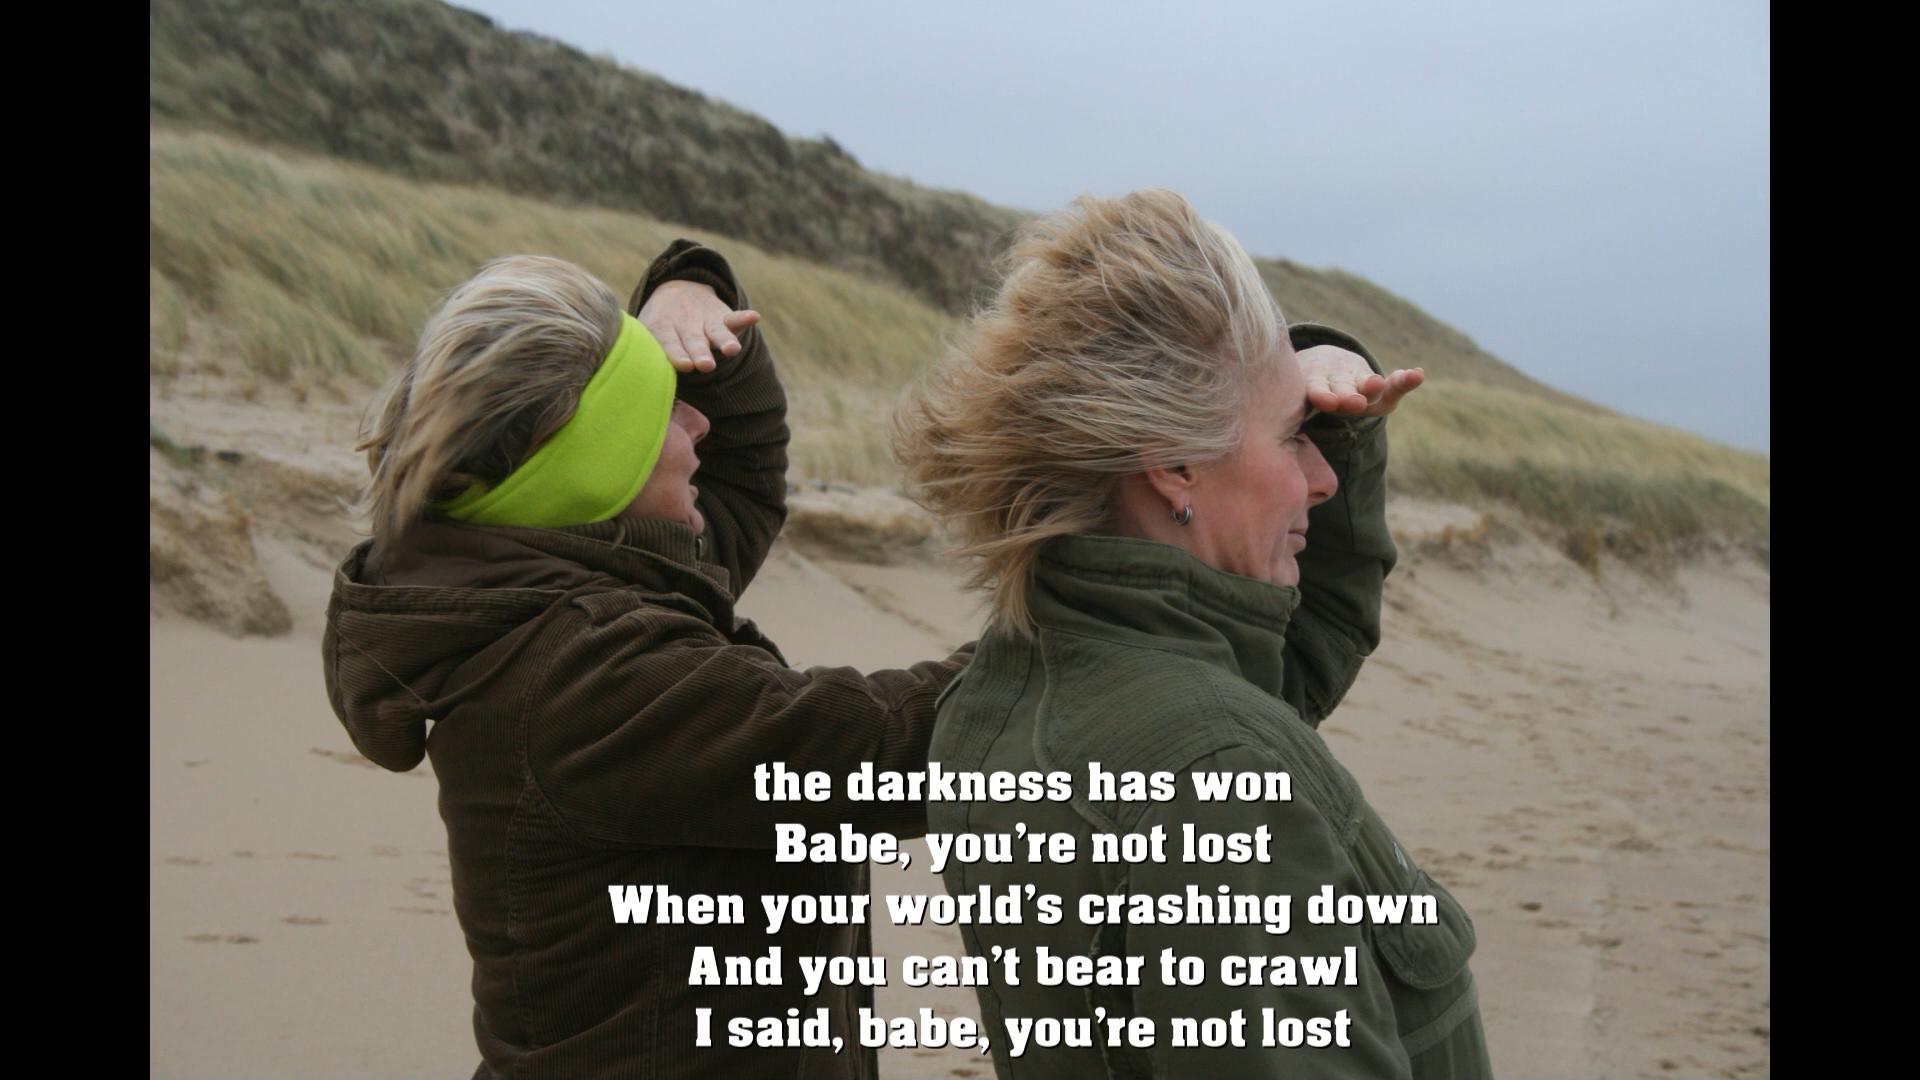 the darkness has won
Babe, you're not lost
When your world's crashing down
And you can't bear to crawl
I said, babe, you're not lost